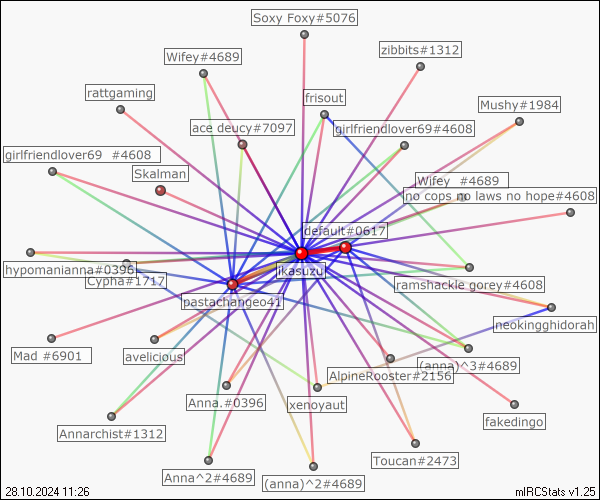 Soxy Foxy#5076
Wifey#4689
zibbits#1312
rattgaming
frisout
Mushy#1984
ace deucy#7097
girlfriendlover69#4608
girlfriendlover69 #4608
Skalman
Wifey #4689
no cops no laws no hope#4608
default#0617
hypomanianna#0396
ikasuzu
Cypha#1717
ramshackle gorey#4608
pastachangeo41
neokingghidorah
Mad #6901
avelicious
(anna)^3#4689
AlpineRooster#2156
Anna.#0396
xenoyaut
fakedingo
Annarchist#1312
Toucan#2473
Anna^2#4689
(anna)^2#4689
28.10.2024 11:26
mIRCStats v1.25